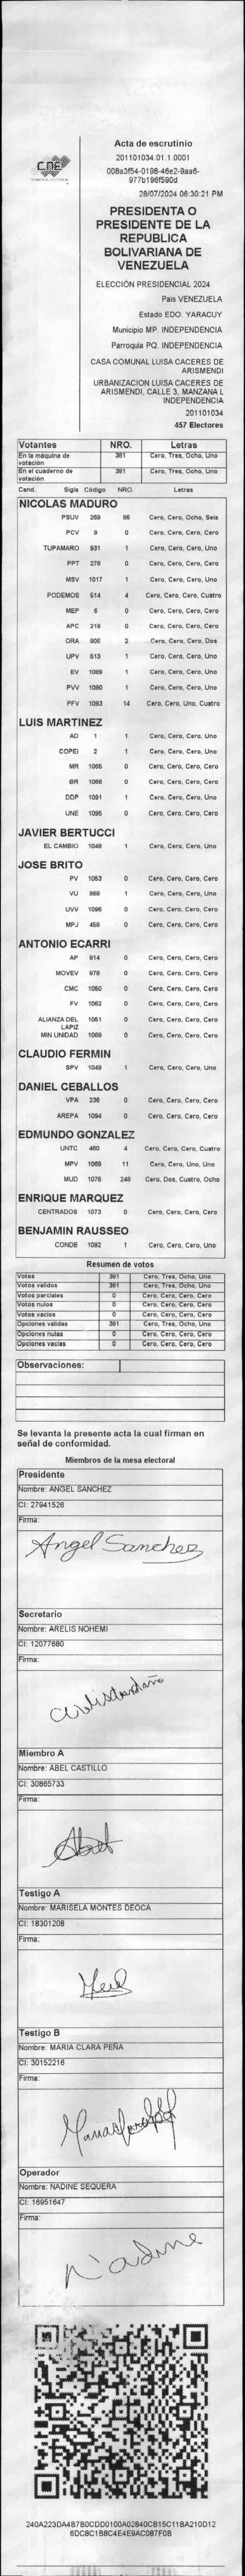 CNE
Acta de escrutinio
201101034.01.1.0001
008a3f54-0198-46e2-9aa6-
977b196f590d
28/07/2024 06:30:21 PM
PRESIDENTA O
PRESIDENTE DE LA
REPUBLICA
BOLIVARIANA DE
VENEZUELA
ELECCIÓN PRESIDENCIAL 2024
Pais VENEZUELA
Estado EDO. YARACUY
Municipio MP. INDEPENDENCIA
Parroquia PQ. INDEPENDENCIA
CASA COMUNAL LUISA CACERES DE
ARISMENDI
URBANIZACION LUISA CACERES DE
ARISMENDI, CALLE 3, MANZANA L
INDEPENDENCIA
201101034
457 Electores
Votantes NRO. Letras
En la máquina de votación 381 Cero, Tres, Ocho, Uno
En el cuaderno de votación 381 Cero, Tres, Ocho, Uno
Cand. Sigla Código NRO. Letras
NICOLAS MADURO
PSUV 269 86 Cero, Cero, Ocho, Seis
PCV 9 0 Cero, Cero, Cero, Cero
TUPAMARO 931 1 Cero, Cero, Cero, Uno
PPT 276 0 Cero, Cero, Cero, Cero
MSV 1017 1 Cero, Cero, Cero, Uno
PODEMOS 514 4 Cero, Cero, Cero, Cuatro
MEP 6 0 Cero, Cero, Cero, Cero
APC 219 0 Cero, Cero, Cero, Cero
ORA 906 2 Cero, Cero, Cero, Dos
UPV 613 1 Cero, Cero, Cero, Uno
EV 1089 1 Cero, Cero, Cero, Uno
PVV 1090 1 Cero, Cero, Cero, Uno
PFV 1093 14 Cero, Cero, Uno, Cuatro
LUIS MARTINEZ
AD 1 1 Cero, Cero, Cero, Uno
COPEI 2 1 Cero, Cero, Cero, Uno
MR 1065 0 Cero, Cero, Cero, Cero
BR 1066 0 Cero, Cero, Cero, Cero
DDP 1091 1 Cero, Cero, Cero, Uno
UNE 1095 0 Cero, Cero, Cero, Cero
JAVIER BERTUCCI
EL CAMBIO 1048 1 Cero, Cero, Cero, Uno
JOSE BRITO
PV 1053 0 Cero, Cero, Cero, Cero
VU 868 1 Cero, Cero, Cero, Uno
UVV 1096 0 Cero, Cero, Cero, Cero
MPJ 458 0 Cero, Cero, Cero, Cero
ANTONIO ECARRI
AP 814 0 Cero, Cero, Cero, Cero
MOVEV 678 0 Cero, Cero, Cero, Cero
CMC 1050 0 Cero, Cero, Cero, Cero
FV 1062 0 Cero, Cero, Cero, Cero
ALIANZA DEL LAPIZ 1051 0 Cero, Cero, Cero, Cero
MIN UNIDAD 1088 0 Cero, Cero, Cero, Cero
CLAUDIO FERMIN
SPV 1049 1 Cero, Cero, Cero, Uno
DANIEL CEBALLOS
VPA 236 0 Cero, Cero, Cero, Cero
AREPA 1094 0 Cero, Cero, Cero, Cero
EDMUNDO GONZALEZ
UNTC 460 4 Cero, Cero, Cero, Cuatro
MPV 1069 11 Cero, Cero, Uno, Uno
MUD 1075 248 Cero, Dos, Cuatro, Ocho
ENRIQUE MARQUEZ
CENTRADOS 1073 0 Cero, Cero, Cero, Cero
BENJAMIN RAUSSEO
CONDE 1092 1 Cero, Cero, Cero, Uno
Resumen de votos
Votos 381 Cero, Tres, Ocho, Uno
Votos validos 381 Cero, Tres, Ocho, Uno
Votos parciales 0 Cero, Cero, Cero, Cero
Votos nulos 0 Cero, Cero, Cero, Cero
Votos vacios 0 Cero, Cero, Cero, Cero
Opciones validas 381 Cero, Tres, Ocho, Uno
Opciones nulas 0 Cero, Cero, Cero, Cero
Opciones vacias 0 Cero, Cero, Cero, Cero
Observaciones:
Se levanta la presente acta la cual firman en
señal de conformidad.
Miembros de la mesa electoral
Presidente
Nombre: ANGEL SANCHEZ
CI: 27941526
Firma:
Angel Sanchez
Secretario
Nombre: ARELIS NOHEMI
CI: 12077680
Firma:
Miembro A
Nombre: ABEL CASTILLO
CI: 30865733
Firma:
Abel
Testigo A
Nombre: MARISELA MONTES DEOCA
CI: 18301208
Firma:
Testigo B
Nombre: MARIA CLARA PEÑA
CI: 30152216
Firma:
Operador
Nombre: NADINE SEQUERA
CI: 16951647
Firma:
Nadine
240A223DA4B7B0CDD0100A02840CB15C11BA210D12
6DC8C1B8C4E4E9AC087F0B